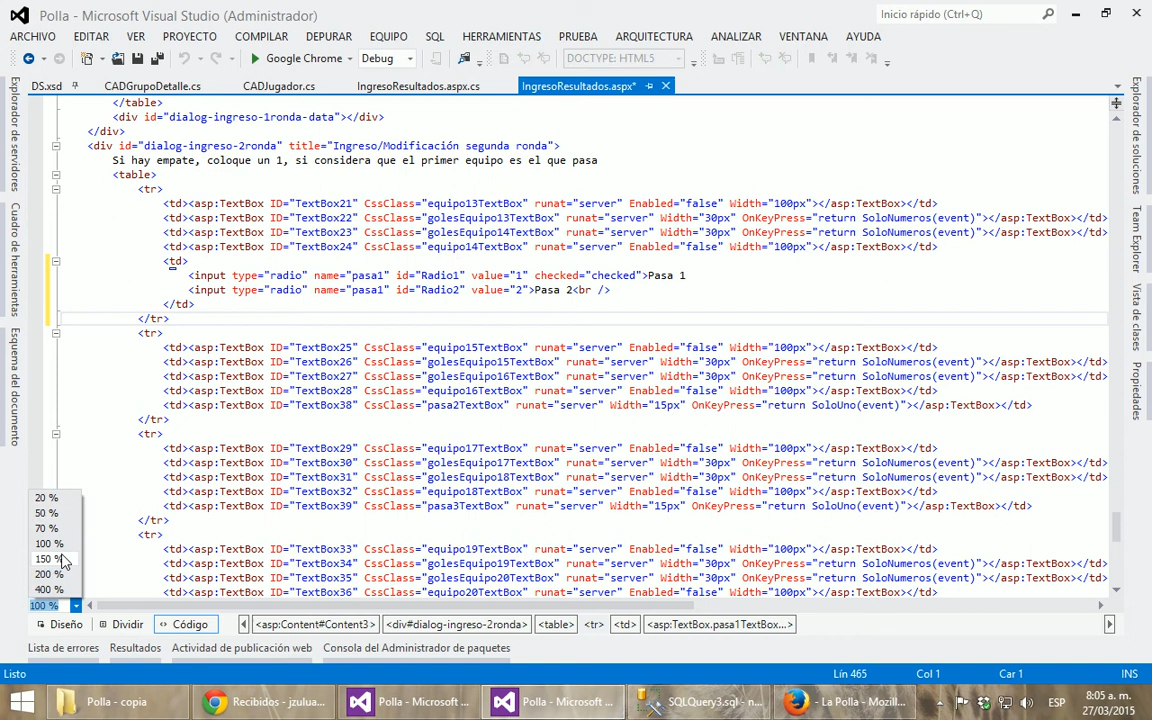 Polla - Microsoft Visual Studio (Administrador)
Inicio rápido (Ctrl+Q)
ARCHIVO EDITAR VER PROYECTO COMPILAR DEPURAR EQUIPO SQL HERRAMIENTAS PRUEBA ARQUITECTURA ANALIZAR VENTANA AYUDA
Google Chrome Debug DOCTYPE: HTML5
DS.xsd CADGrupoDetalle.cs CADJugador.cs IngresoResultados.aspx.cs IngresoResultados.aspx*
Explorador de servidores
Cuadro de herramientas
Esquema del documento
</table>
<div id="dialog-ingreso-1ronda-data"></div>
</div>
<div id="dialog-ingreso-2ronda" title="Ingreso/Modificación segunda ronda">
Si hay empate, coloque un 1, si considera que el primer equipo es el que pasa
<table>
<tr>
<td><asp:TextBox ID="TextBox21" CssClass="equipo13TextBox" runat="server" Enabled="false" Width="100px"></asp:TextBox></td>
<td><asp:TextBox ID="TextBox22" CssClass="golesEquipo13TextBox" runat="server" Width="30px" OnKeyPress="return SoloNumeros(event)"></asp:TextBox></td>
<td><asp:TextBox ID="TextBox23" CssClass="golesEquipo14TextBox" runat="server" Width="30px" OnKeyPress="return SoloNumeros(event)"></asp:TextBox></td>
<td><asp:TextBox ID="TextBox24" CssClass="equipo14TextBox" runat="server" Enabled="false" Width="100px"></asp:TextBox></td>
<td>
<input type="radio" name="pasa1" id="Radio1" value="1" checked="checked">Pasa 1
<input type="radio" name="pasa1" id="Radio2" value="2">Pasa 2<br />
</td>
</tr>
<tr>
<td><asp:TextBox ID="TextBox25" CssClass="equipo15TextBox" runat="server" Enabled="false" Width="100px"></asp:TextBox></td>
<td><asp:TextBox ID="TextBox26" CssClass="golesEquipo15TextBox" runat="server" Width="30px" OnKeyPress="return SoloNumeros(event)"></asp:TextBox></td>
<td><asp:TextBox ID="TextBox27" CssClass="golesEquipo16TextBox" runat="server" Width="30px" OnKeyPress="return SoloNumeros(event)"></asp:TextBox></td>
<td><asp:TextBox ID="TextBox28" CssClass="equipo16TextBox" runat="server" Enabled="false" Width="100px"></asp:TextBox></td>
<td><asp:TextBox ID="TextBox38" CssClass="pasa2TextBox" runat="server" Width="15px" OnKeyPress="return SoloUno(event)"></asp:TextBox></td>
</tr>
<tr>
<td><asp:TextBox ID="TextBox29" CssClass="equipo17TextBox" runat="server" Enabled="false" Width="100px"></asp:TextBox></td>
<td><asp:TextBox ID="TextBox30" CssClass="golesEquipo17TextBox" runat="server" Width="30px" OnKeyPress="return SoloNumeros(event)"></asp:TextBox></td>
<td><asp:TextBox ID="TextBox31" CssClass="golesEquipo18TextBox" runat="server" Width="30px" OnKeyPress="return SoloNumeros(event)"></asp:TextBox></td>
<td><asp:TextBox ID="TextBox32" CssClass="equipo18TextBox" runat="server" Enabled="false" Width="100px"></asp:TextBox></td>
<td><asp:TextBox ID="TextBox39" CssClass="pasa3TextBox" runat="server" Width="15px" OnKeyPress="return SoloUno(event)"></asp:TextBox></td>
</tr>
<tr>
<td><asp:TextBox ID="TextBox33" CssClass="equipo19TextBox" runat="server" Enabled="false" Width="100px"></asp:TextBox></td>
<td><asp:TextBox ID="TextBox34" CssClass="golesEquipo19TextBox" runat="server" Width="30px" OnKeyPress="return SoloNumeros(event)"></asp:TextBox></td>
<td><asp:TextBox ID="TextBox35" CssClass="golesEquipo20TextBox" runat="server" Width="30px" OnKeyPress="return SoloNumeros(event)"></asp:TextBox></td>
<td><asp:TextBox ID="TextBox36" CssClass="equipo20TextBox" runat="server" Enabled="false" Width="100px"></asp:TextBox></td>
20 %
50 %
70 %
100 %
150 %
200 %
400 %
100 %
Explorador de soluciones
Team Explorer
Vista de clases
Propiedades
Diseño Dividir Código <asp:Content#Content3> <div#dialog-ingreso-2ronda> <table> <tr> <td> <asp:TextBox.pasa1TextBox...>
Lista de errores Resultados Actividad de publicación web Consola del Administrador de paquetes
Listo Lín 465 Col 1 Car 1 INS
Polla - copia Recibidos - jzulua... Polla - Microsoft ... Polla - Microsoft ... SQLQuery3.sql - n... - La Polla - Mozill... ESP 8:05 a. m.
27/03/2015